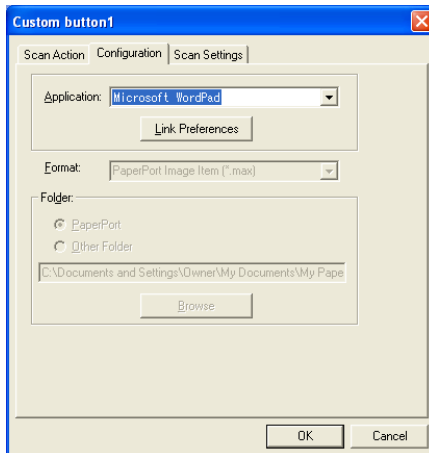 Custom button1
Scan Action Configuration Scan Settings
Application: Microsoft WordPad
Link Preferences
Format: PaperPort Image Item (*.max)
Folder:
PaperPort
Other Folder
C:\Documents and Settings\Owner\My Documents\My Pape
Browse
OK Cancel